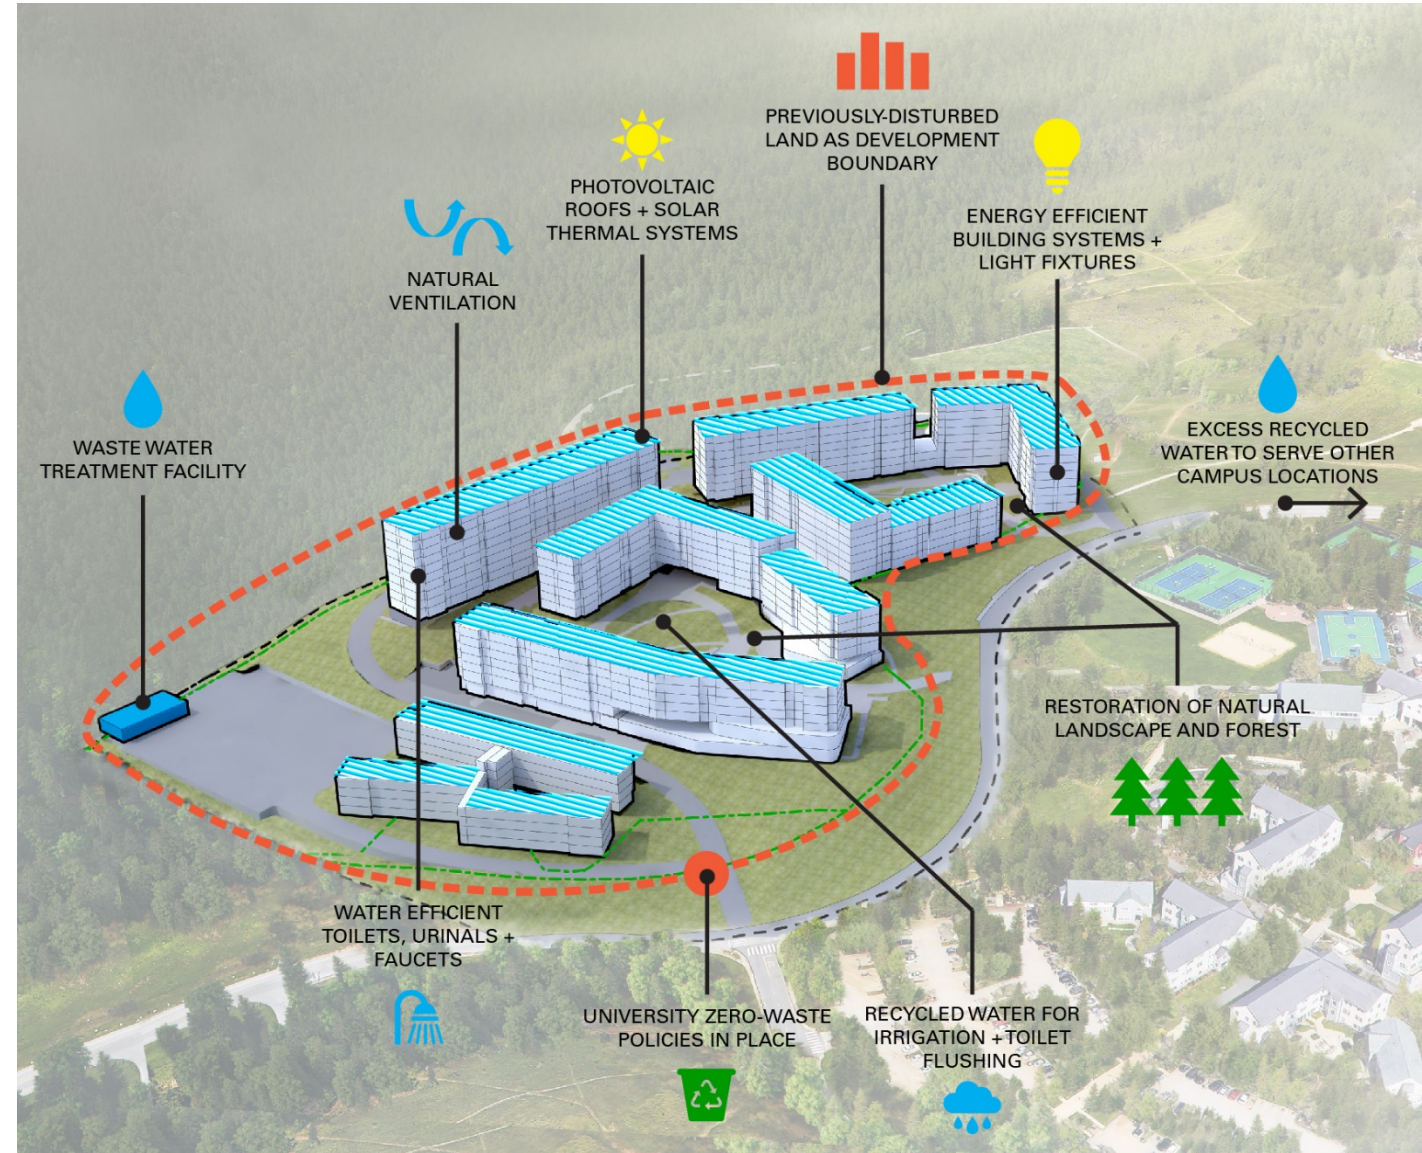 PREVIOUSLY-DISTURBED
LAND AS DEVELOPMENT
BOUNDARY
PHOTOVOLTAIC
ROOFS + SOLAR
THERMAL SYSTEMS
ENERGY EFFICIENT
BUILDING SYSTEMS +
LIGHT FIXTURES
NATURAL
VENTILATION
WASTE WATER
TREATMENT FACILITY
EXCESS RECYCLED
WATER TO SERVE OTHER
CAMPUS LOCATIONS
RESTORATION OF NATURAL
LANDSCAPE AND FOREST
WATER EFFICIENT
TOILETS, URINALS +
FAUCETS
UNIVERSITY ZERO-WASTE
POLICIES IN PLACE
RECYCLED WATER FOR
IRRIGATION + TOILET
FLUSHING